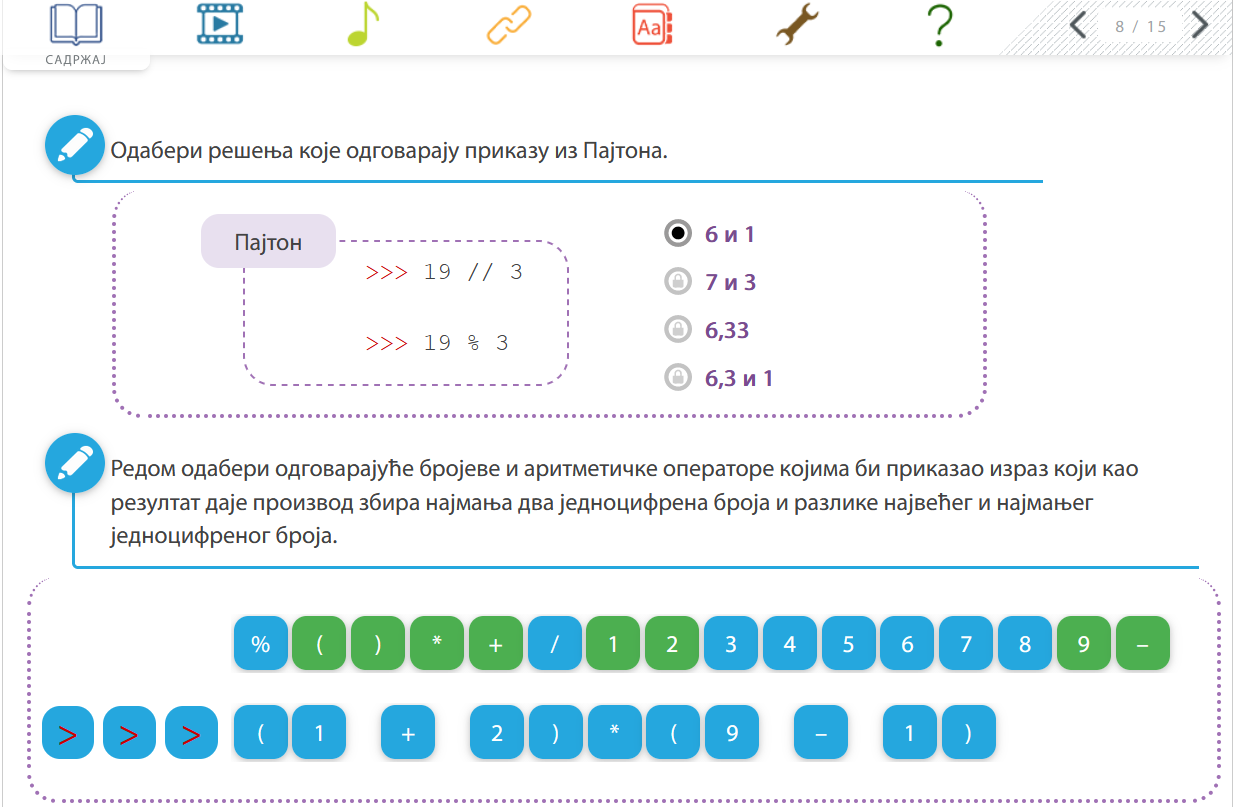 Aa
8 / 15
САДРЖАЈ
Одабери решења које одговарају приказу из Пајтона.
Пајтон
>>> 19 // 3
>>> 19 % 3
6 и 1
7 и 3
6,33
6,3 и 1
Редом одабери одговарајуће бројеве и аритметичке операторе којима би приказао израз који као
резултат даје производ збира најмања два једноцифрена броја и разлике највећег и најмањег
једноцифреног броја.
% ( ) * + / 1 2 3 4 5 6 7 8 9 –
> > > ( 1 + 2 ) * ( 9 – 1 )